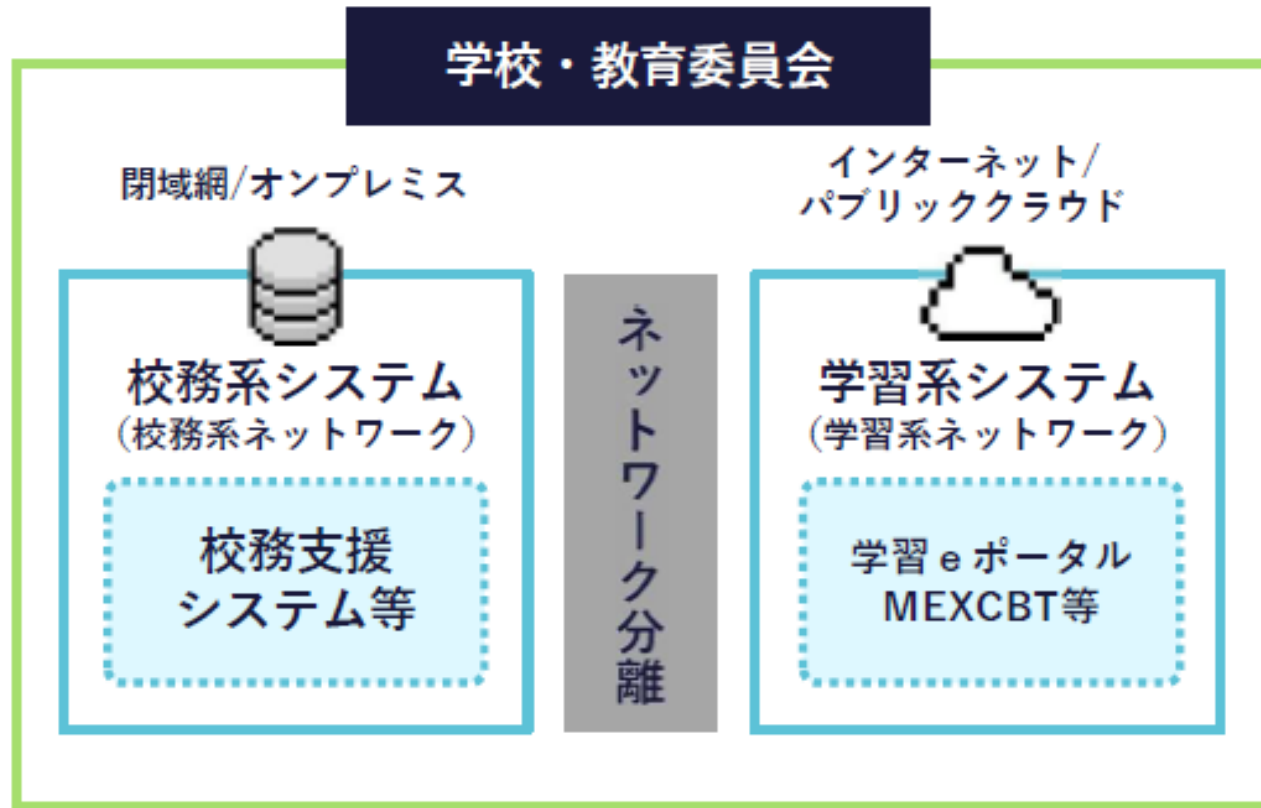 学校・教育委員会
閉域網/オンプレミス
インターネット/
パブリッククラウド
校務系システム
（校務系ネットワーク）
校務支援
システム等
ネットワーク分離
学習系システム
（学習系ネットワーク）
学習 e ポータル
MEXCBT等